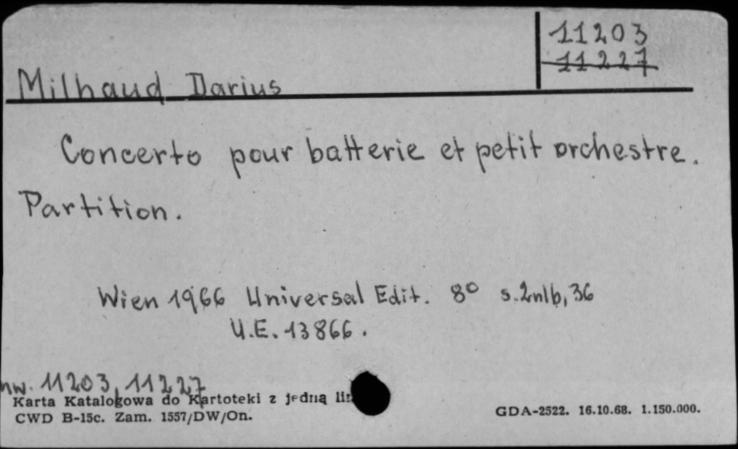 11203
11227
Milhaud Darius
Concerto pour batterie et petit orchestre.
Partition.
Wien 1966 Universal Edit. 8° s. 2nlb, 36
U.E. 13866.
nw. 11203, 11227
Karta Katalogowa do Kartoteki z jedną
CWD B-15c. Zam. 1557/DW/On.
GDA-2522. 16.10.68. 1.150.000.